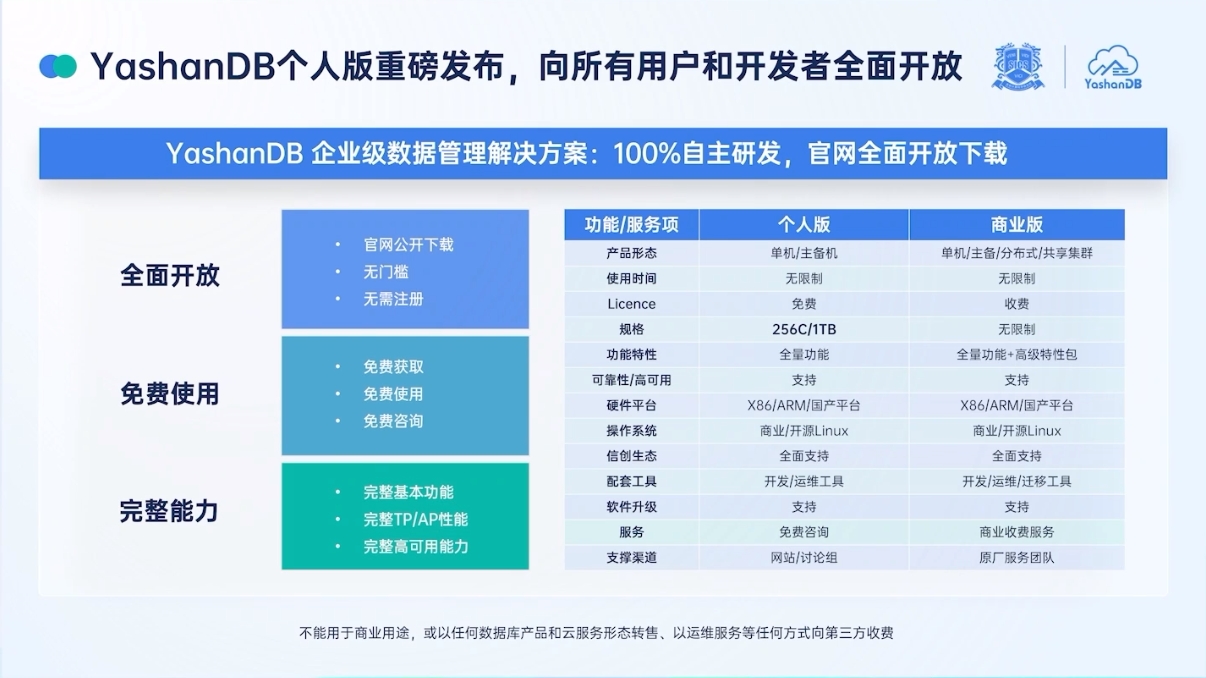 YashanDB个人版重磅发布，向所有用户和开发者全面开放
YashanDB
YashanDB 企业级数据管理解决方案：100%自主研发，官网全面开放下载
全面开放
• 官网公开下载
• 无门槛
• 无需注册
免费使用
• 免费获取
• 免费使用
• 免费咨询
完整能力
• 完整基本功能
• 完整TP/AP性能
• 完整高可用能力
功能/服务项 个人版 商业版
产品形态 单机/主备机 单机/主备/分布式/共享集群
使用时间 无限制 无限制
Licence 免费 收费
规格 256C/1TB 无限制
功能特性 全量功能 全量功能+高级特性包
可靠性/高可用 支持 支持
硬件平台 X86/ARM/国产平台 X86/ARM/国产平台
操作系统 商业/开源Linux 商业/开源Linux
信创生态 全面支持 全面支持
配套工具 开发/运维工具 开发/运维/迁移工具
软件升级 支持 支持
服务 免费咨询 商业收费服务
支撑渠道 网站/讨论组 原厂服务团队
不能用于商业用途，或以任何数据库产品和云服务形态转售、以运维服务等任何方式向第三方收费